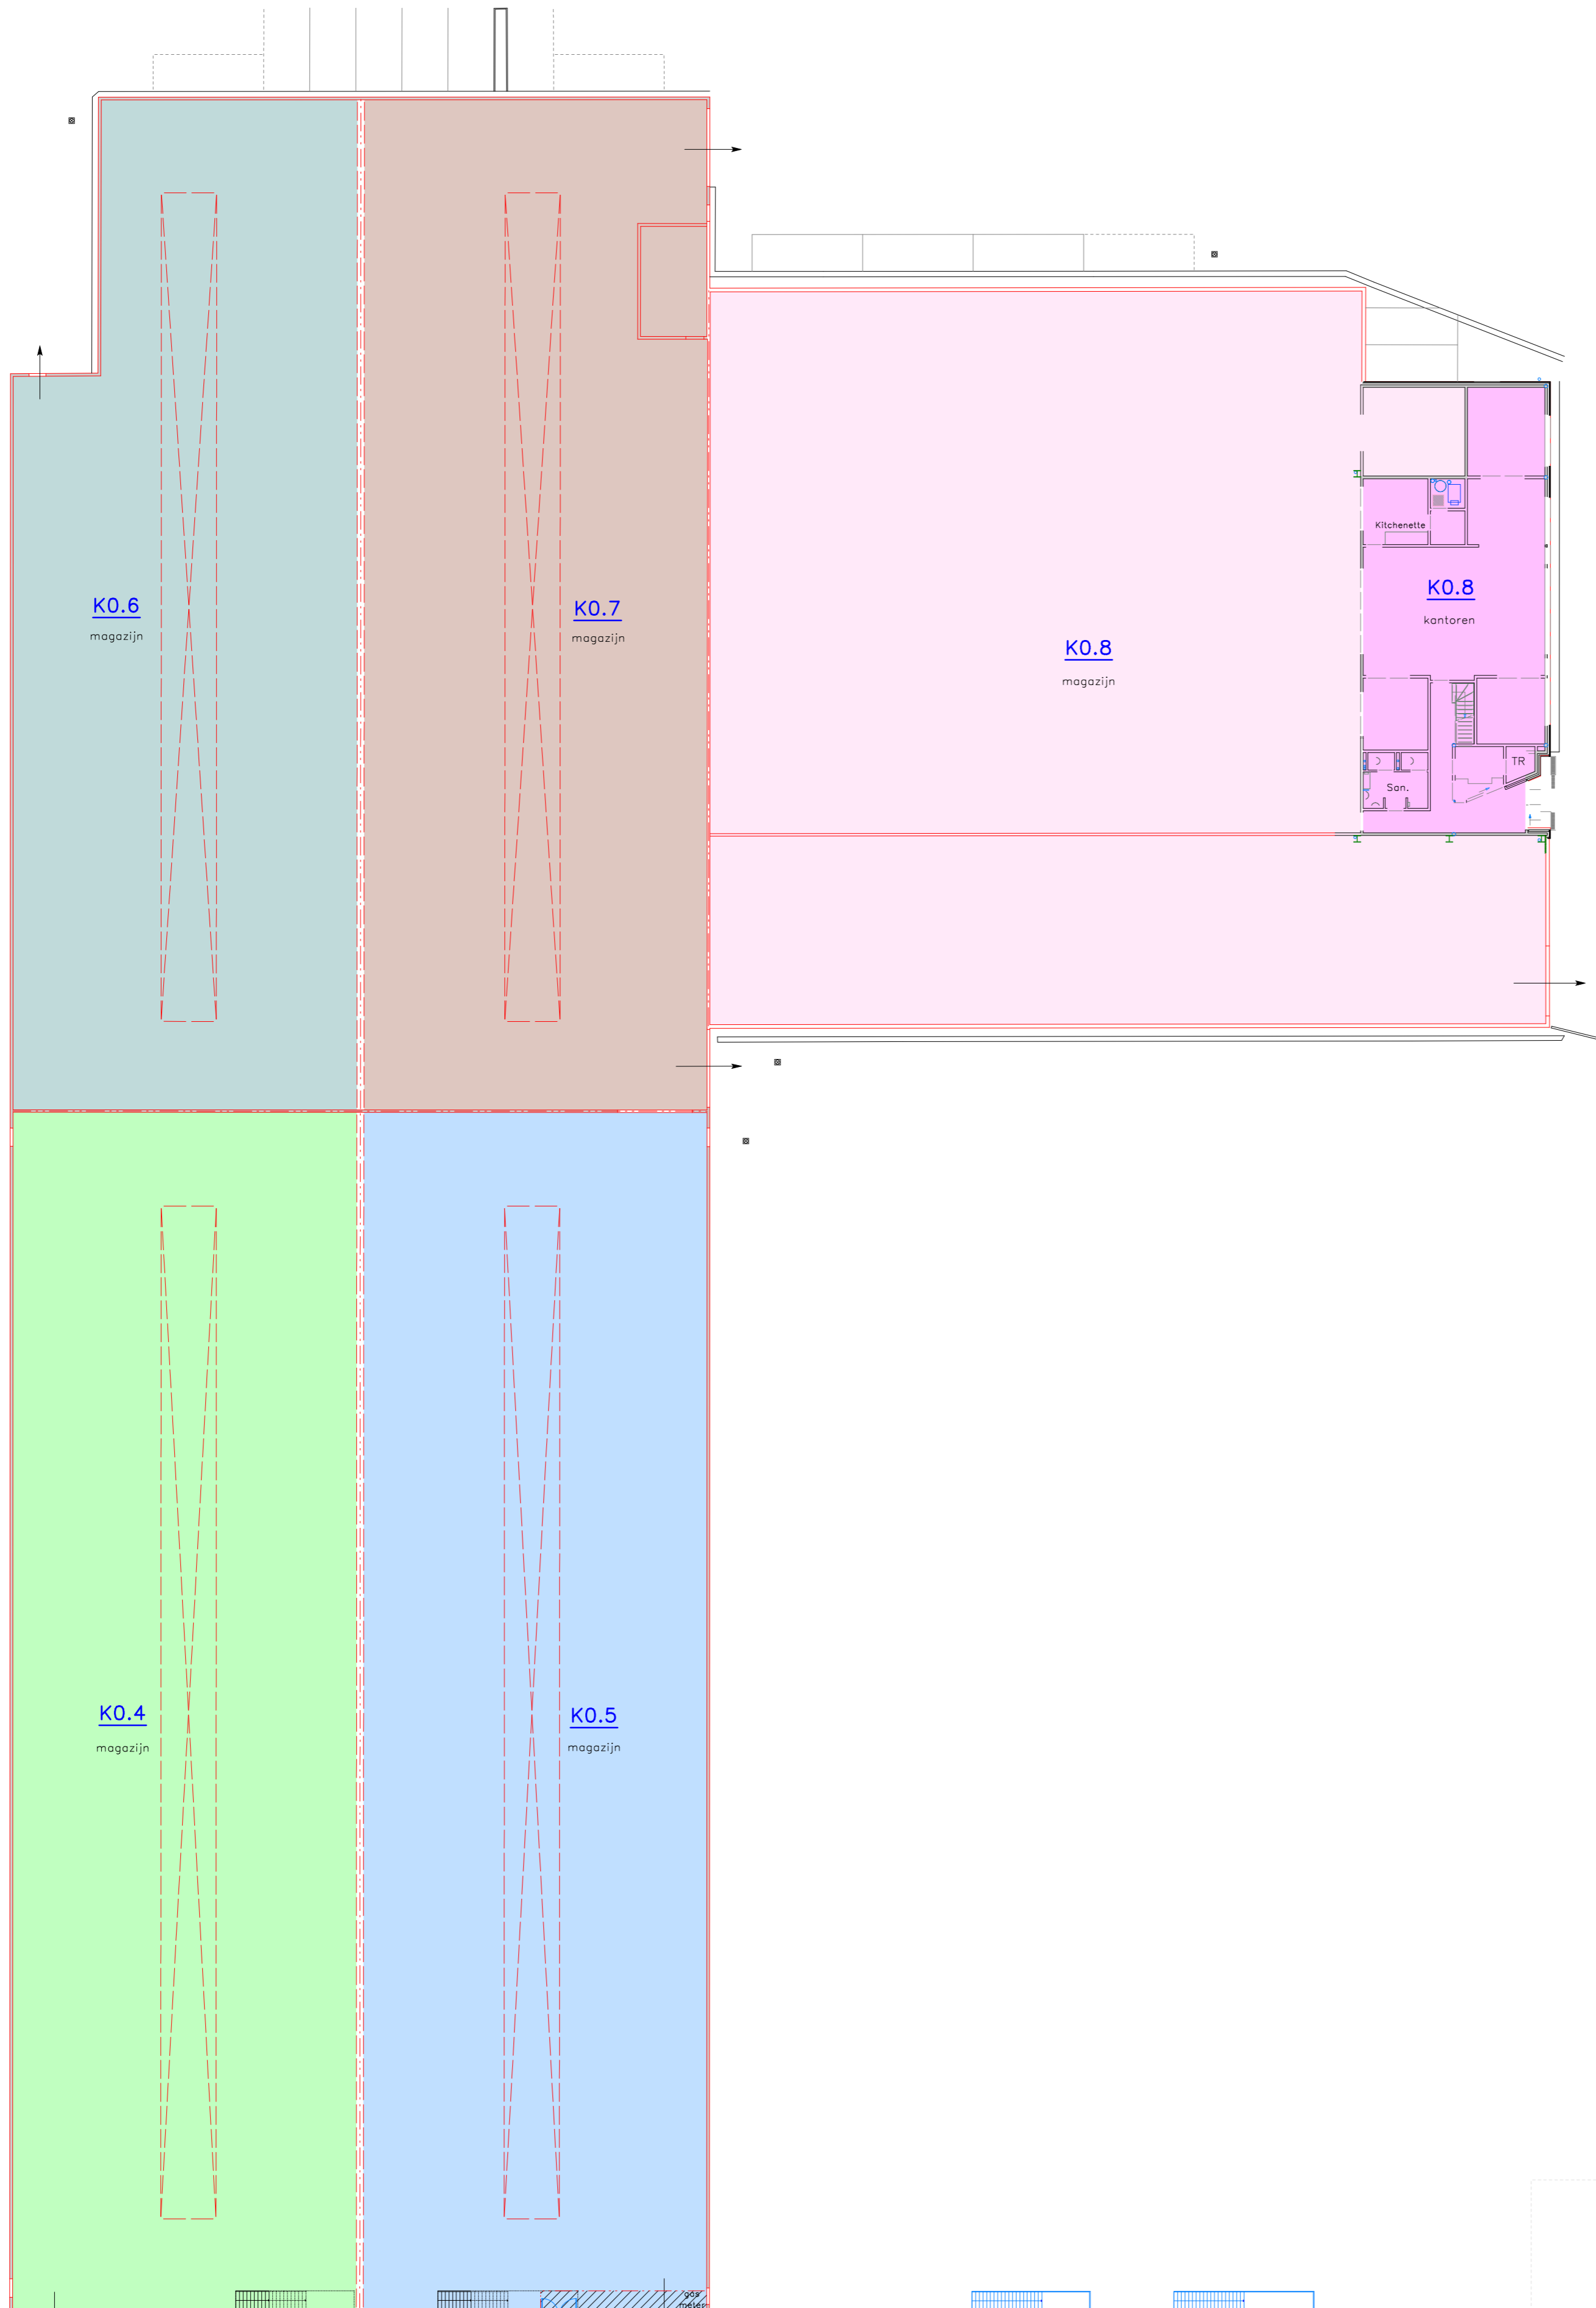 Kitchenette
K0.8
kantoren
K0.6
magazijn
K0.7
magazijn
K0.8
magazijn
TR
San.
K0.4
magazijn
K0.5
magazijn
gas
meter